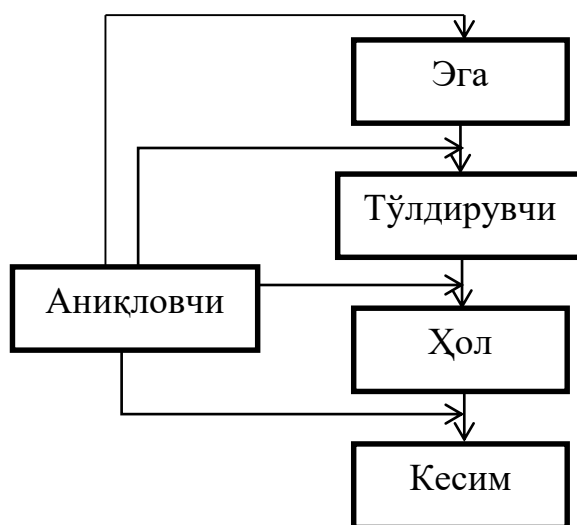 Эга
Тўлдирувчи
Аниқловчи
Ҳол
Кесим